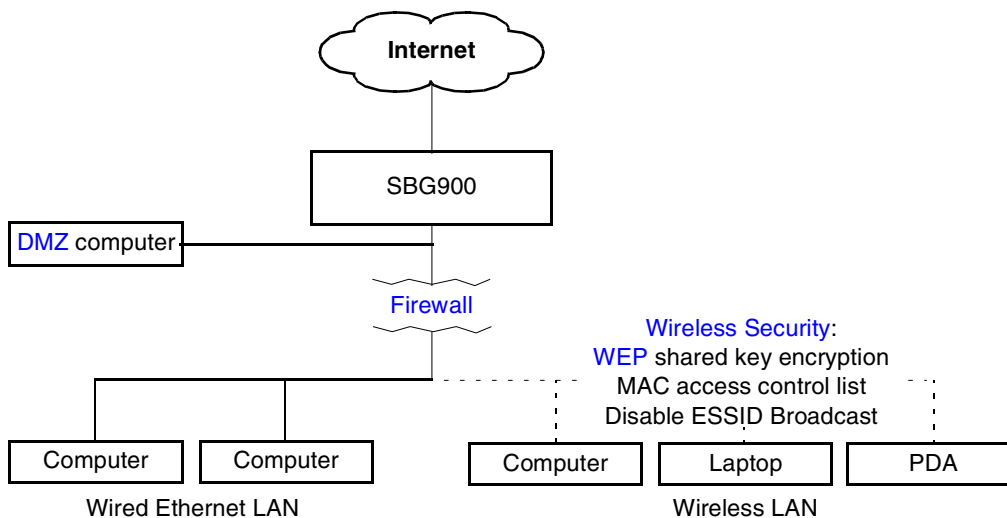 Internet
SBG900
DMZ computer
Firewall
Wireless Security:
WEP shared key encryption
MAC access control list
Disable ESSID Broadcast
Computer
Computer
Computer
Laptop
PDA
Wired Ethernet LAN
Wireless LAN